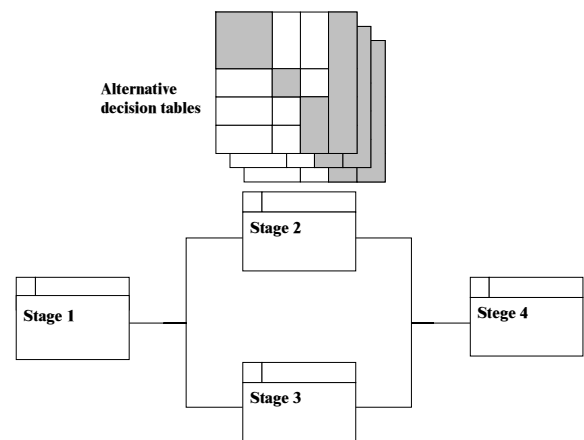 Alternative
decision tables
Stage 2
Stage 1
Stege 4
Stage 3